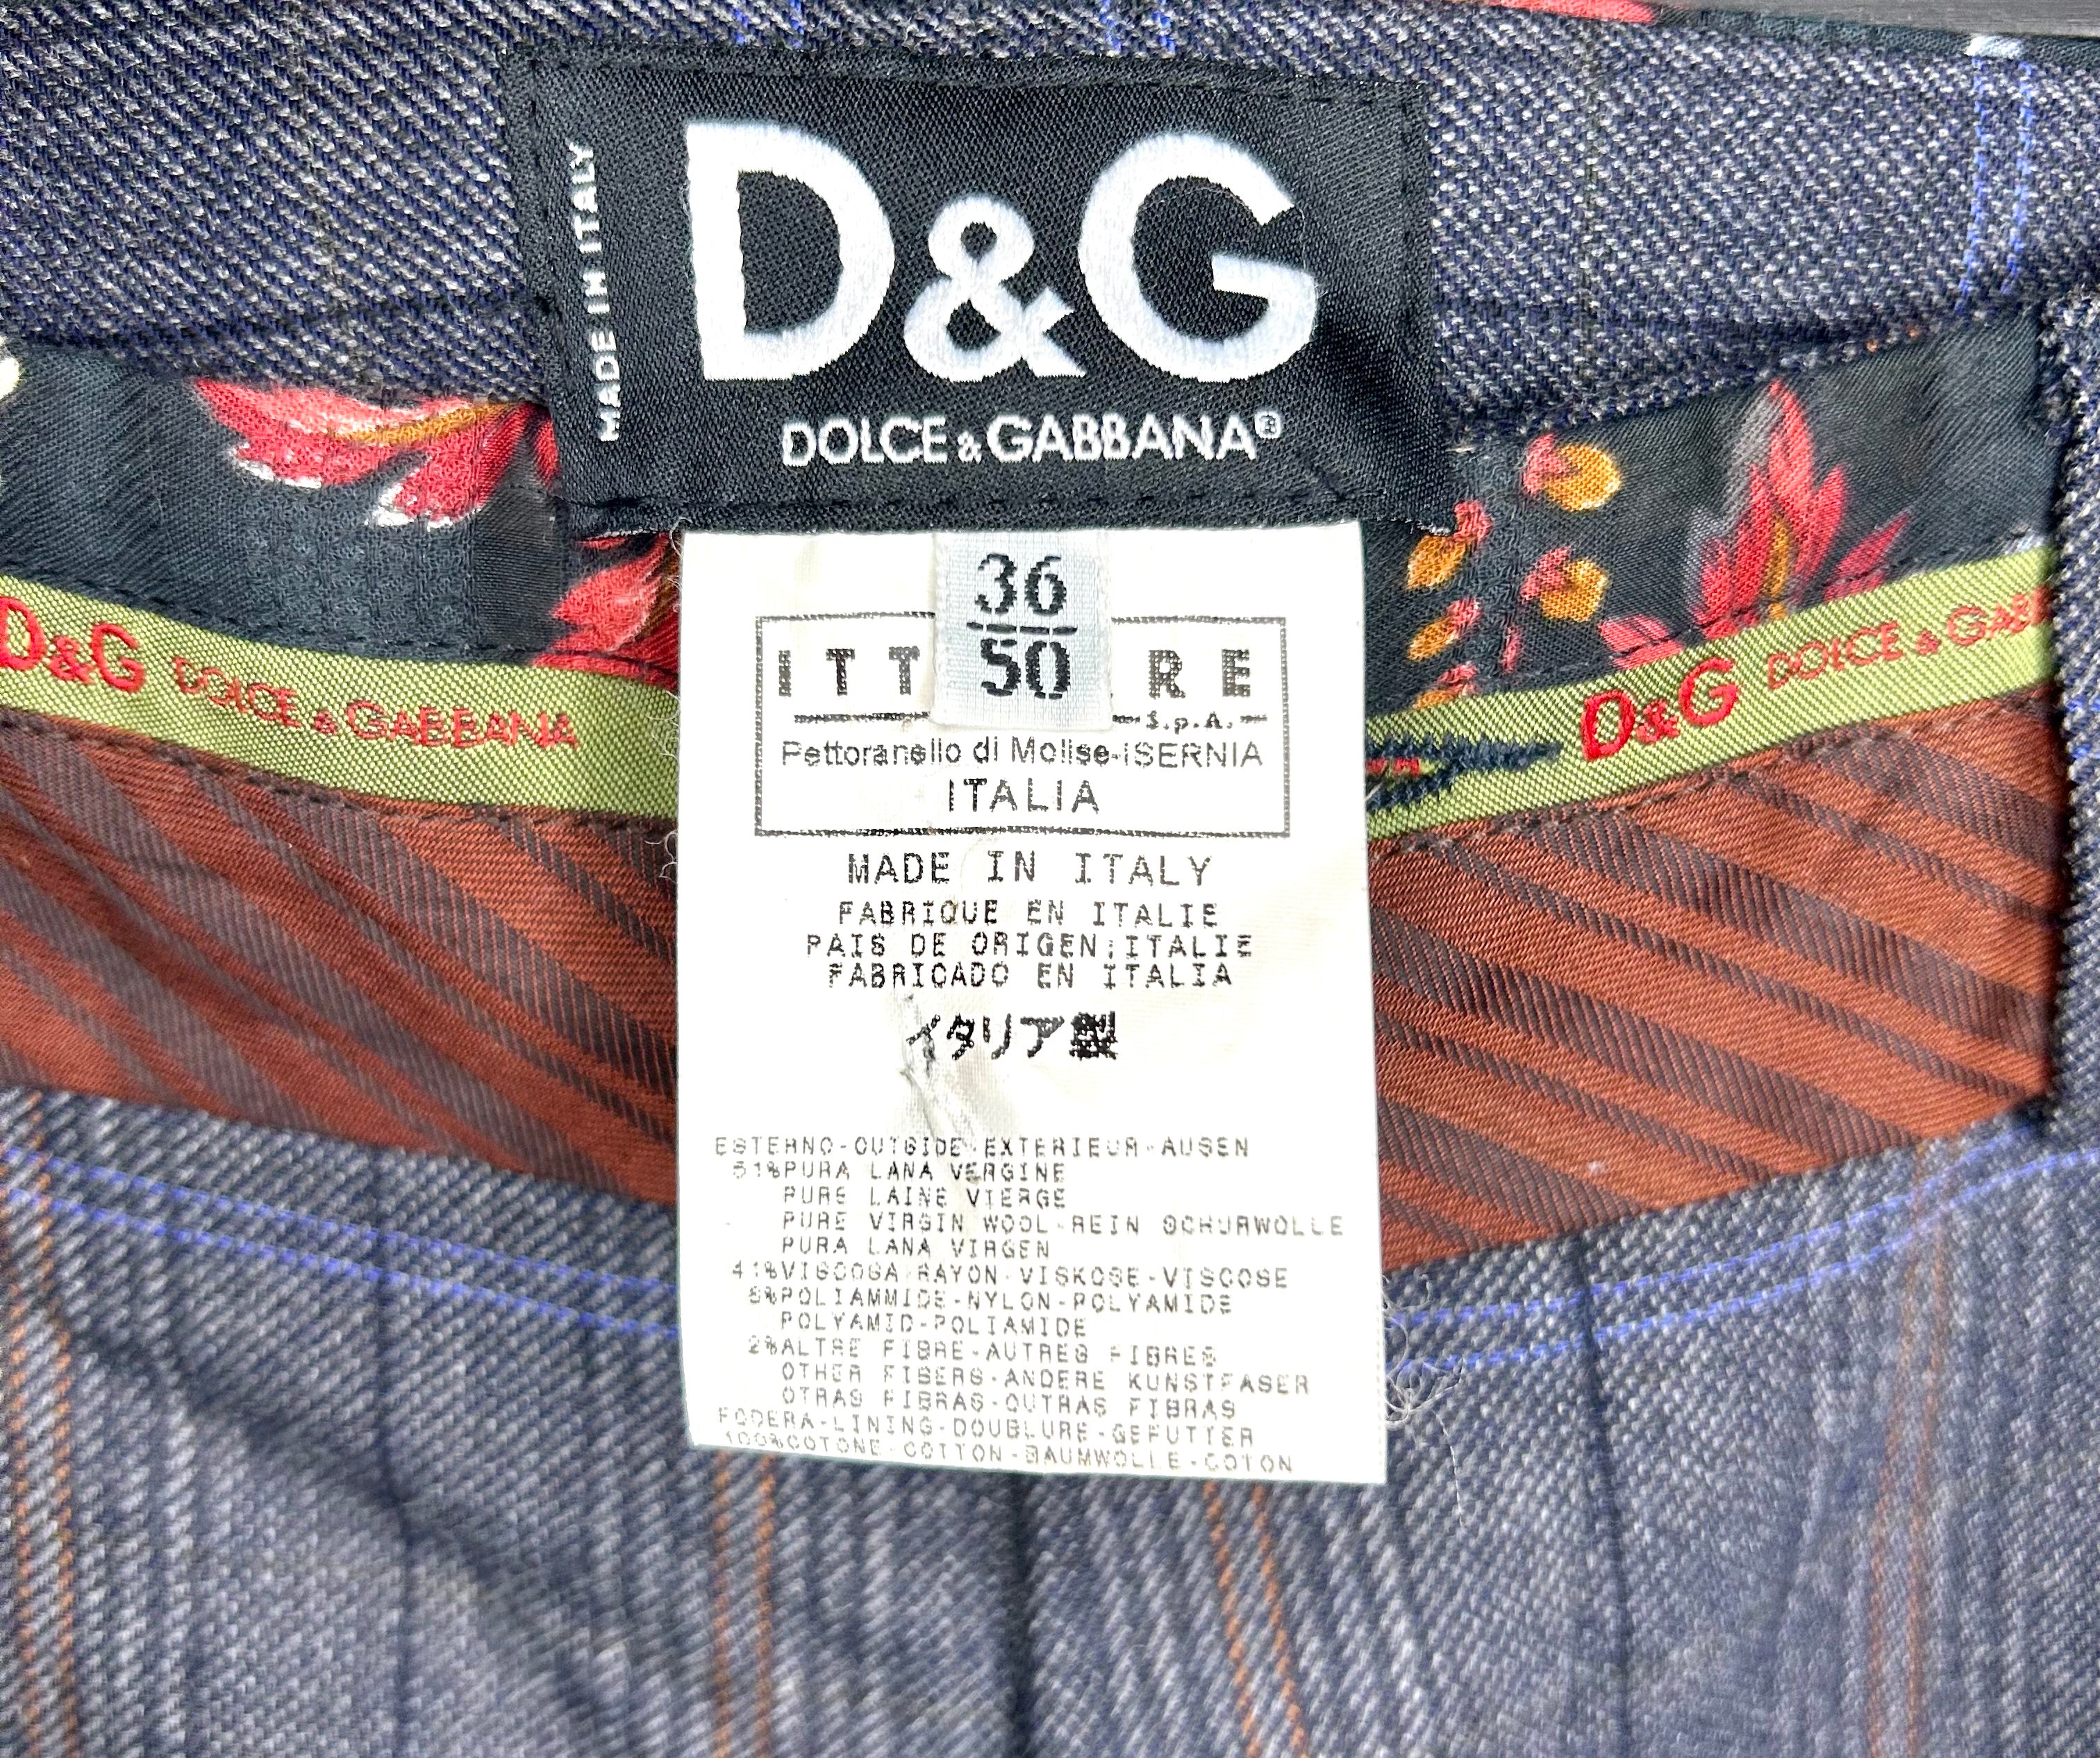 MADE IN ITALY
D&G
DOLCE & GABBANA®
36
50
S.p.A.
Pettoranello di Molise-ISERNIA
ITALIA
MADE IN ITALY
FABRIQUE EN ITALIE
PAIS DE ORIGEN:ITALIE
FABRICADO EN ITALIA
イタリア製
ESTERNO-OUTSIDE-EXTERIEUR-AUSEN
51%PURA LANA VERGINE
PURE LAINE VIERGE
PURE VIRGIN WOOL-REIN SCHURWOLLE
PURA LANA VIRGEN
41%VISCOSA-RAYON-VISKOSE-VISCOSE
6%POLIAMMIDE-NYLON-POLYAMIDE
POLYAMID-POLIAMIDE
2%ALTRE FIBRE-AUTRES FIBRES
OTHER FIBERS-ANDERE KUNSTFASER
OTRAS FIBRAS-OUTRAS FIBRAS
FODERA-LINING-DOUBLURE-GEFUTTER
100%COTONE-COTTON-BAUMWOLLE-COTON
D&G DOLCE & GABBANA
D&G DOLCE & GABB